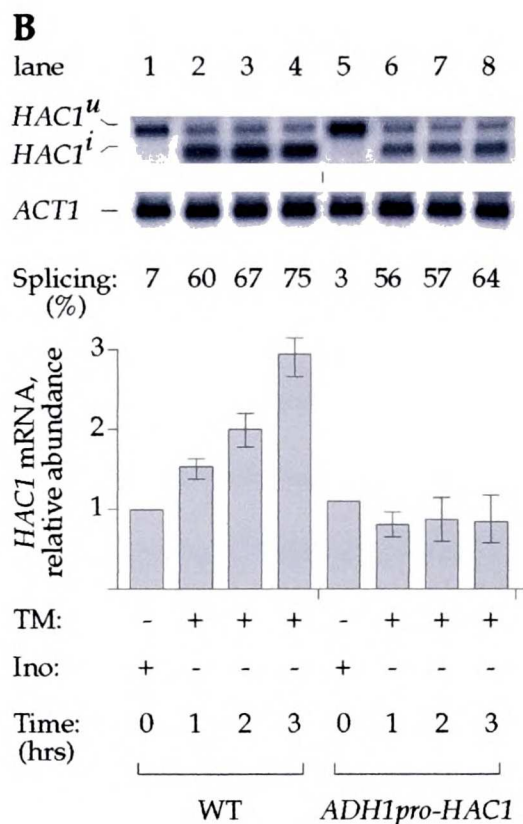 B
lane 1 2 3 4 5 6 7 8
HAC1u
HAC1i
ACT1 –
Splicing: 7 60 67 75 3 56 57 64
(%)
HAC1 mRNA,
relative abundance
3
2
1
TM: - + + + - + + +
Ino: + - - - + - - -
Time: 0 1 2 3 0 1 2 3
(hrs)
WT ADH1pro-HAC1